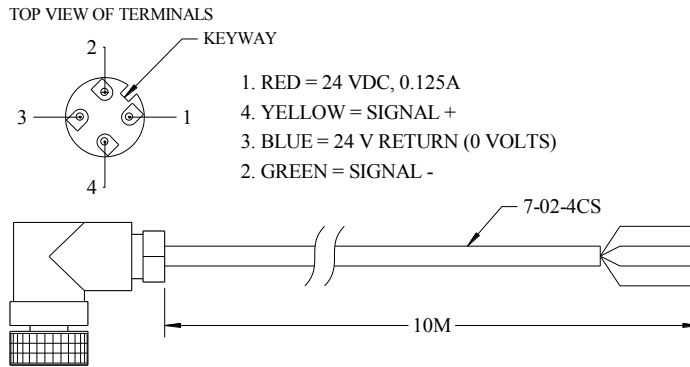 TOP VIEW OF TERMINALS
KEYWAY
2
3
1
4
1. RED = 24 VDC, 0.125A
4. YELLOW = SIGNAL +
3. BLUE = 24 V RETURN (0 VOLTS)
2. GREEN = SIGNAL -
7-02-4CS
10M